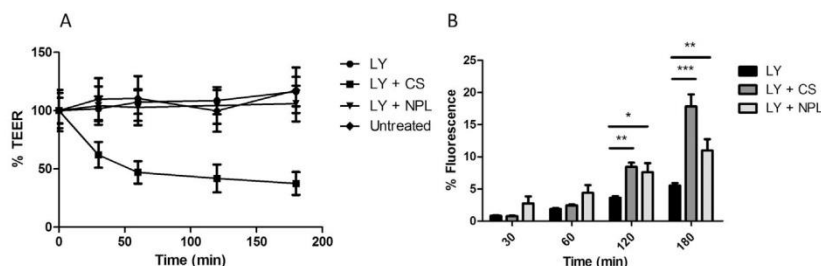 A
% TEER
150
100
50
0
0
50
100
150
200
Time (min)
LY
LY + CS
LY + NPL
Untreated
B
% Fluorescence
25
20
15
10
5
0
30
60
120
180
Time (min)
**
*
**
***
LY
LY + CS
LY + NPL